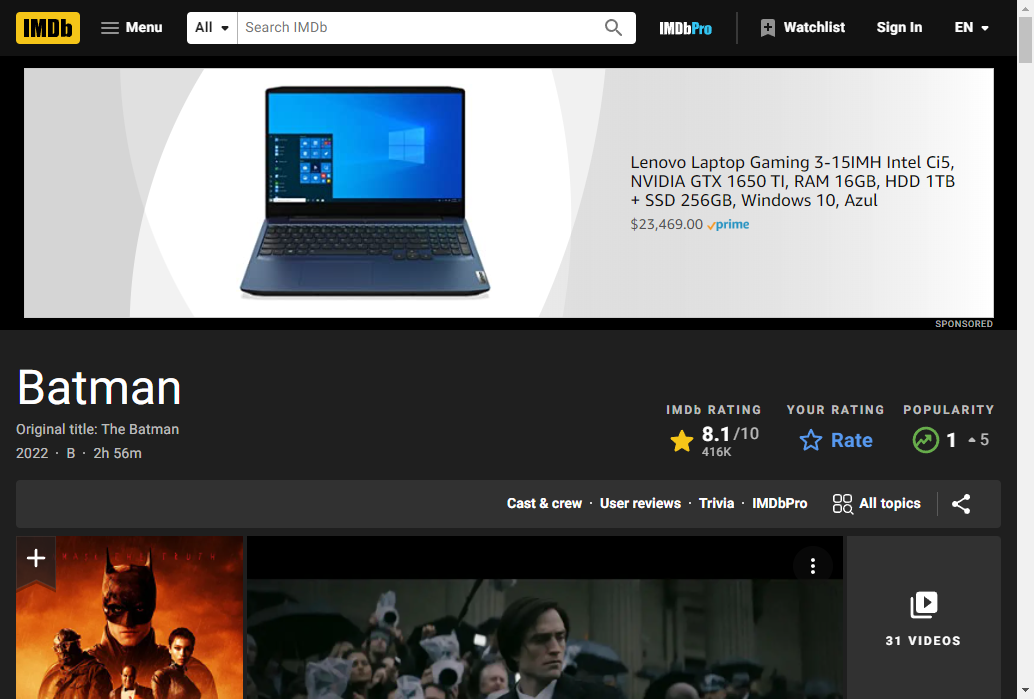 IMDb
Menu
All
Search IMDb
IMDbPro
Watchlist
Sign In
EN
Lenovo Laptop Gaming 3-15IMH Intel Ci5,
NVIDIA GTX 1650 TI, RAM 16GB, HDD 1TB
+ SSD 256GB, Windows 10, Azul
$23,469.00 prime
SPONSORED
Batman
Original title: The Batman
2022 · B · 2h 56m
IMDb RATING
8.1/10
416K
YOUR RATING
Rate
POPULARITY
1
5
Cast & crew · User reviews · Trivia · IMDbPro
All topics
UNMASK THE TRUTH
31 VIDEOS